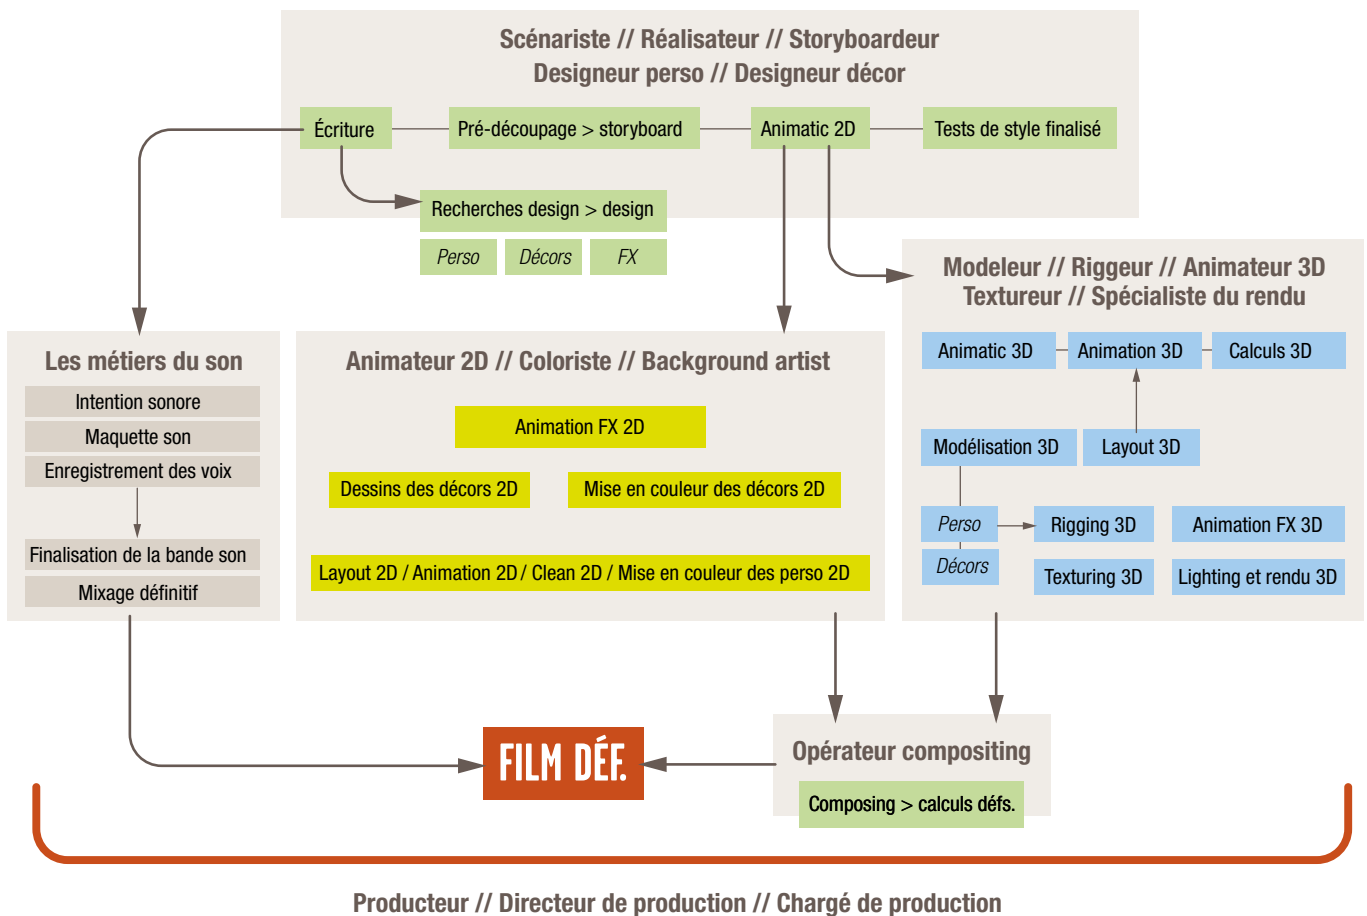 Scénariste // Réalisateur // Storyboardeur
Designeur perso // Designeur décor
Écriture
Pré-découpage > storyboard
Animatic 2D
Tests de style finalisé
Recherches design > design
Perso
Décors
FX
Les métiers du son
Intention sonore
Maquette son
Enregistrement des voix
Finalisation de la bande son
Mixage définitif
Animateur 2D // Coloriste // Background artist
Animation FX 2D
Dessins des décors 2D
Mise en couleur des décors 2D
Layout 2D / Animation 2D / Clean 2D / Mise en couleur des perso 2D
Modeleur // Riggeur // Animateur 3D
Textureur // Spécialiste du rendu
Animatic 3D
Animation 3D
Calculs 3D
Modélisation 3D
Layout 3D
Perso
Rigging 3D
Animation FX 3D
Décors
Texturing 3D
Lighting et rendu 3D
FILM DÉF.
Opérateur compositing
Composing > calculs défs.
Producteur // Directeur de production // Chargé de production